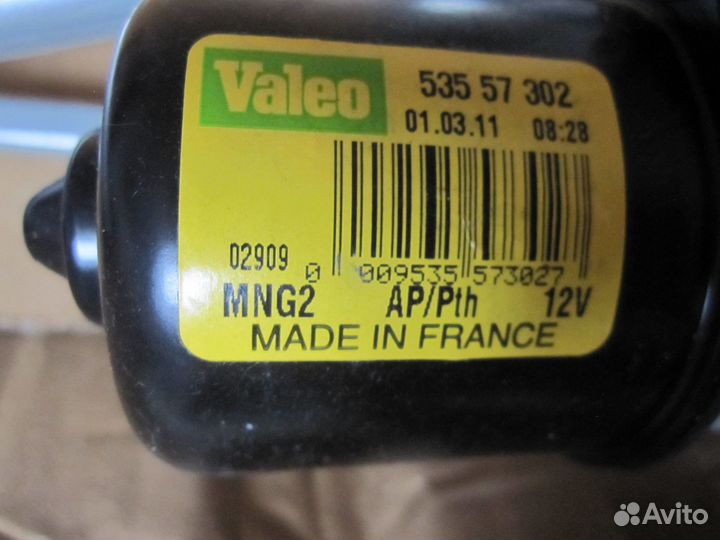 Valeo 535 57 302
01.03.11 08:28
02909
0 009535 573027
MNG2 AP/Pth 12V
MADE IN FRANCE
Avito